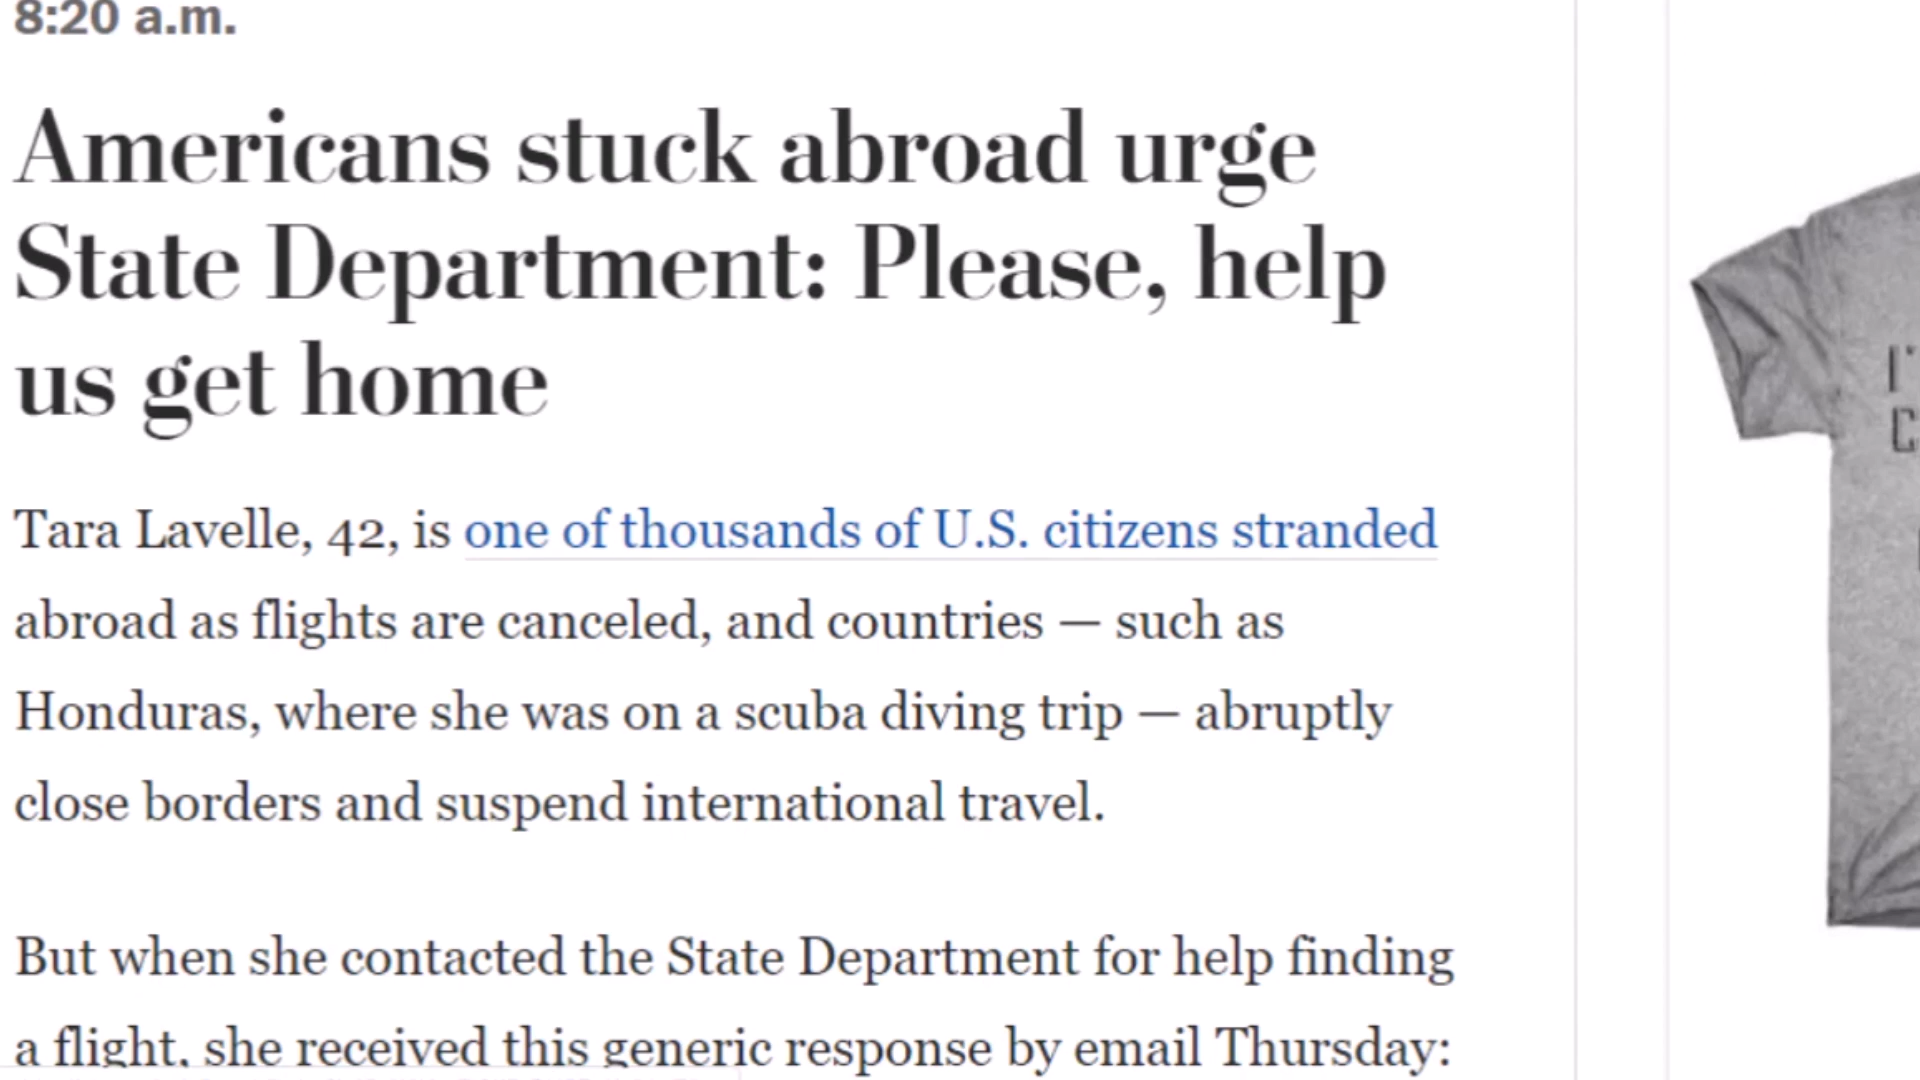 8:20 a.m.
Americans stuck abroad urge
State Department: Please, help
us get home
Tara Lavelle, 42, is one of thousands of U.S. citizens stranded
abroad as flights are canceled, and countries — such as
Honduras, where she was on a scuba diving trip — abruptly
close borders and suspend international travel.
But when she contacted the State Department for help finding
a flight, she received this generic response by email Thursday: